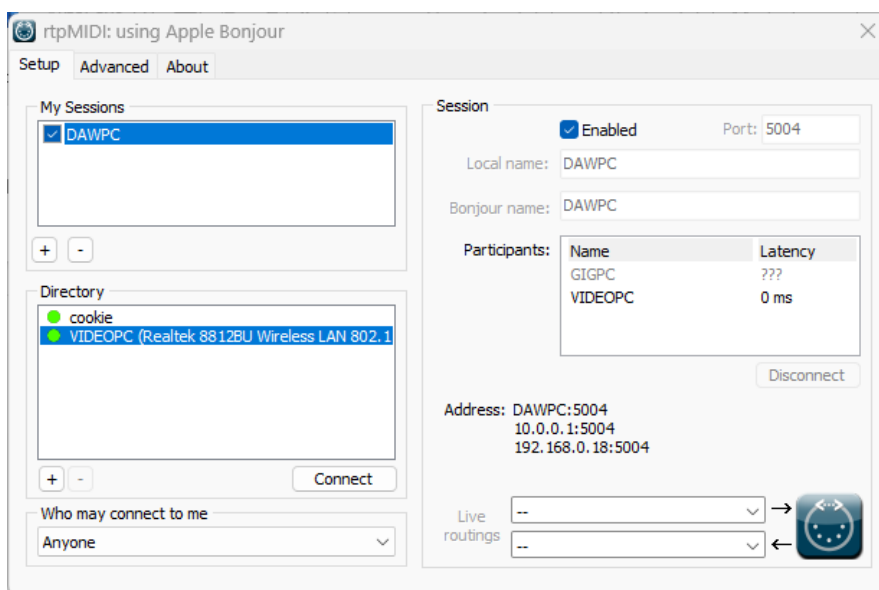 rtpMIDI: using Apple Bonjour
Setup Advanced About
My Sessions
DAWPC
+ -
Directory
cookie
VIDEOPC (Realtek 8812BU Wireless LAN 802.1
+ - Connect
Who may connect to me
Anyone
Session
Enabled Port: 5004
Local name: DAWPC
Bonjour name: DAWPC
Participants: Name Latency
GIGPC ???
VIDEOPC 0 ms
Disconnect
Address: DAWPC:5004
10.0.0.1:5004
192.168.0.18:5004
Live routings
--
--